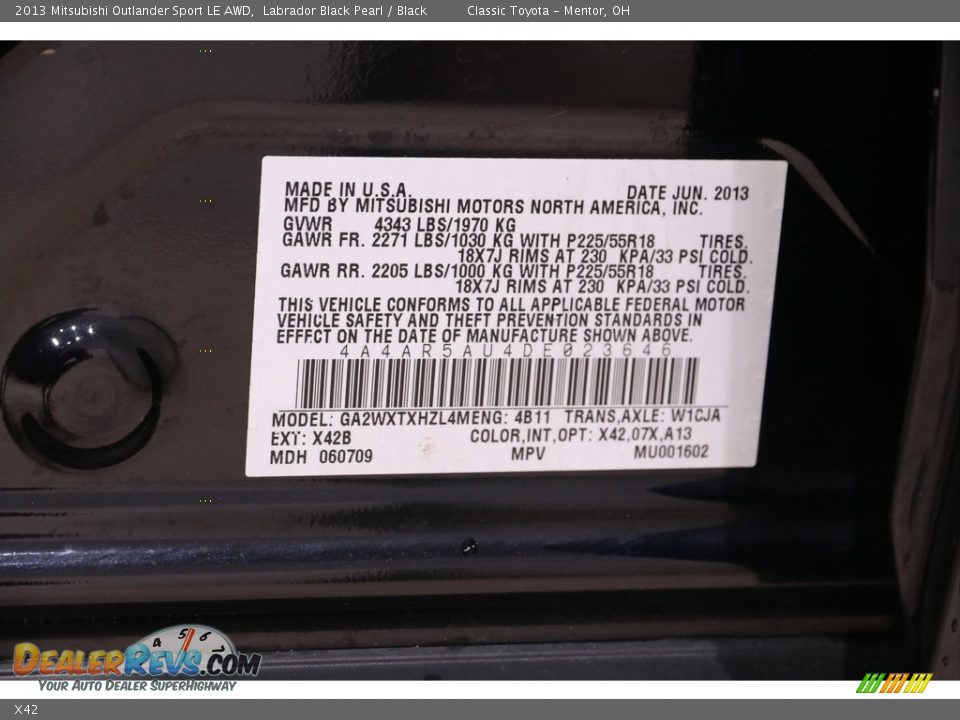 2013 Mitsubishi Outlander Sport LE AWD, Labrador Black Pearl / Black Classic Toyota - Mentor, OH
MADE IN U.S.A. DATE JUN. 2013
MFD BY MITSUBISHI MOTORS NORTH AMERICA, INC.
GVWR 4343 LBS/1970 KG
GAWR FR. 2271 LBS/1030 KG WITH P225/55R18 TIRES,
18X7J RIMS AT 230 KPA/33 PSI COLD.
GAWR RR. 2205 LBS/1000 KG WITH P225/55R18 TIRES,
18X7J RIMS AT 230 KPA/33 PSI COLD.
THIS VEHICLE CONFORMS TO ALL APPLICABLE FEDERAL MOTOR
VEHICLE SAFETY AND THEFT PREVENTION STANDARDS IN
EFFFCT ON THE DATE OF MANUFACTURE SHOWN ABOVE.
4A4AR5AU4DE023646
MODEL: GA2WXTXHZL4MENG: 4B11 TRANS,AXLE: W1CJA
EXT: X42B COLOR,INT,OPT: X42,07X,A13
MDH 060709 MPV MU001602
4 5 6 7
DEALERREVS.COM
YOUR AUTO DEALER SUPERHIGHWAY
X42